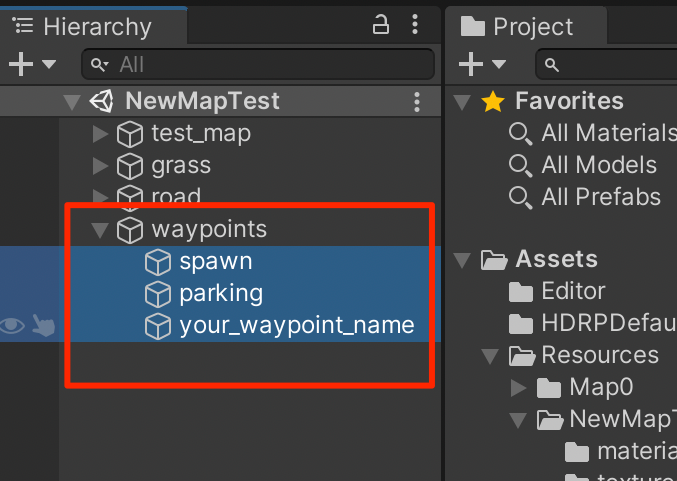 Hierarchy
All
NewMapTest
test_map
grass
road
waypoints
spawn
parking
your_waypoint_name
Project
Favorites
All Materials
All Models
All Prefabs
Assets
Editor
HDRPDefau
Resources
Map0
NewMapT
materia